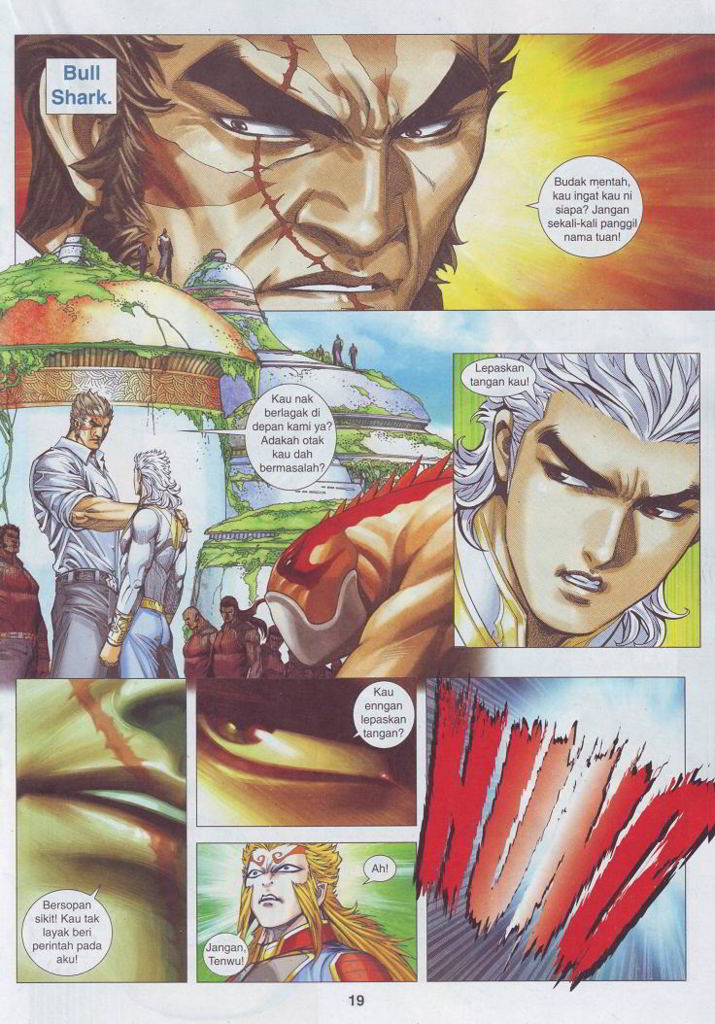 Bull
Shark.
Budak mentah,
kau ingat kau ni
siapa? Jangan
sekali-kali panggil
nama tuan!
Kau nak
berlagak di
depan kami ya?
Adakah otak
kau dah
bermasalah?
Lepaskan
tangan kau!
Bersopan
sikit! Kau tak
layak beri
perintah pada
aku!
Kau
enngan
lepaskan
tangan?
Ah!
Jangan,
Tenwu!
19